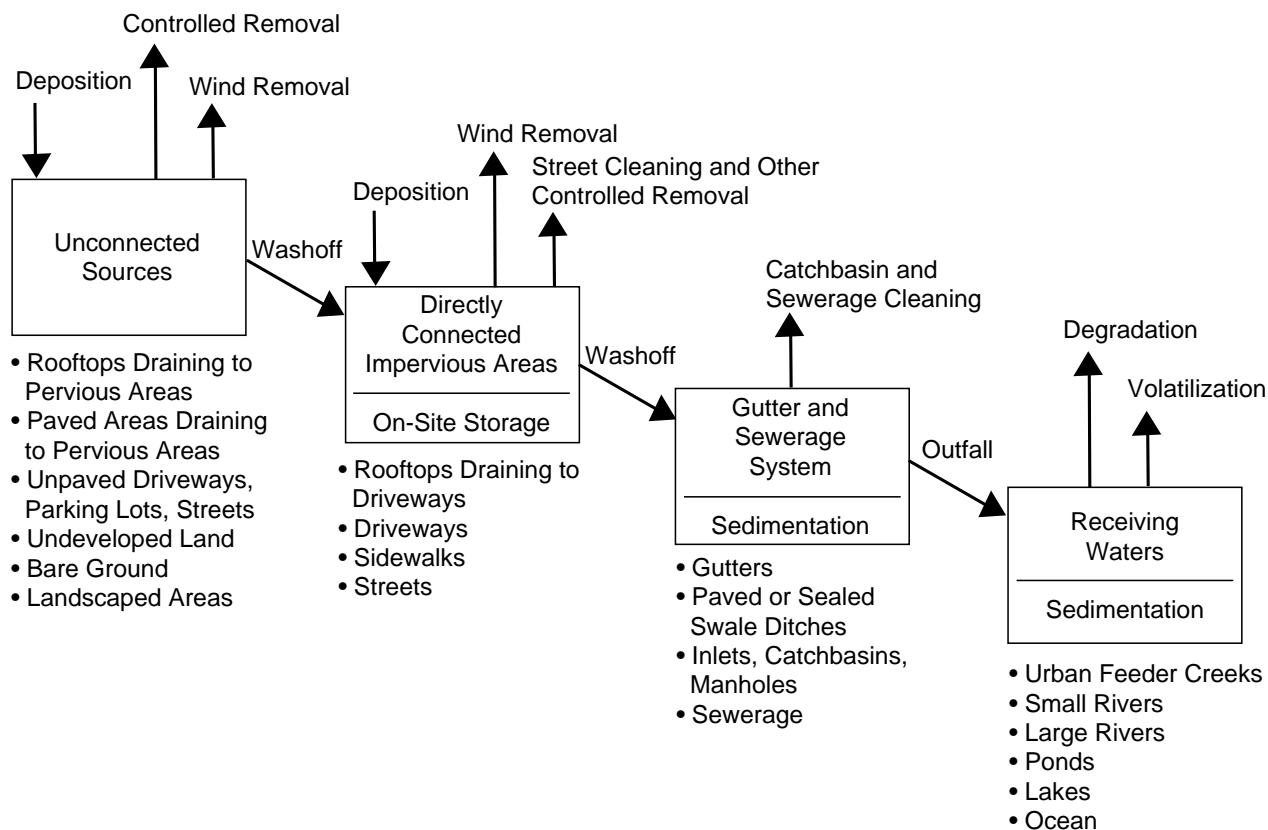 Controlled Removal
Deposition
Wind Removal
Unconnected
Sources
Washoff
• Rooftops Draining to
Pervious Areas
• Paved Areas Draining
to Pervious Areas
• Unpaved Driveways,
Parking Lots, Streets
• Undeveloped Land
• Bare Ground
• Landscaped Areas
Wind Removal
Street Cleaning and Other
Controlled Removal
Deposition
Directly
Connected
Impervious Areas
On-Site Storage
Washoff
• Rooftops Draining to
Driveways
• Driveways
• Sidewalks
• Streets
Catchbasin and
Sewerage Cleaning
Gutter and
Sewerage
System
Sedimentation
Outfall
• Gutters
• Paved or Sealed
Swale Ditches
• Inlets, Catchbasins,
Manholes
• Sewerage
Degradation
Volatilization
Receiving
Waters
Sedimentation
• Urban Feeder Creeks
• Small Rivers
• Large Rivers
• Ponds
• Lakes
• Ocean